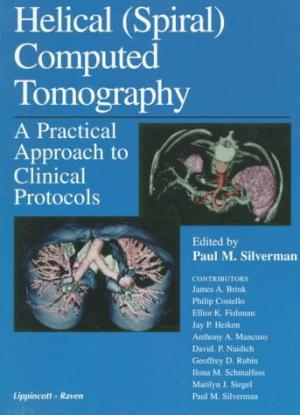 Helical (Spiral)
Computed
Tomography
A Practical
Approach to
Clinical
Protocols
Edited by
Paul M. Silverman
CONTRIBUTORS
James A. Brink
Philip Costello
Elliot K. Fishman
Jay P. Heiken
Anthony A. Mancuso
David. P. Naidich
Geoffrey D. Rubin
Ilona M. Schmalfuss
Marilyn J. Siegel
Paul M. Silverman
Lippincott - Raven